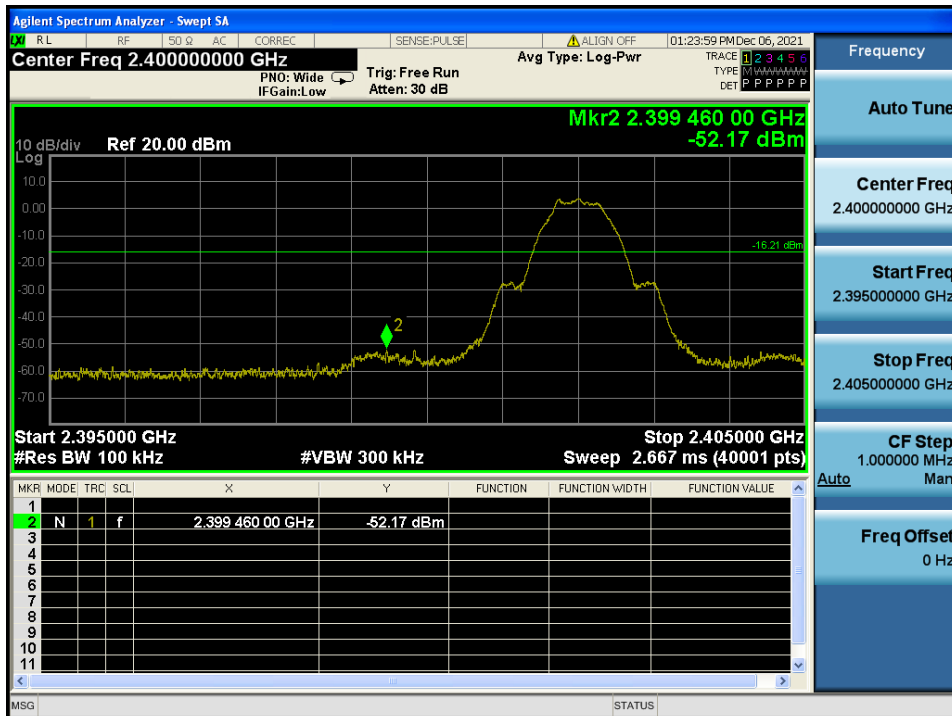 Agilent Spectrum Analyzer - Swept SA
LXI RL RF 50 Ω AC CORREC SENSE:PULSE ALIGN OFF 01:23:59 PM Dec 06, 2021
Center Freq 2.400000000 GHz
PNO: Wide
IFGain:Low
Trig: Free Run
Atten: 30 dB
Avg Type: Log-Pwr
TRACE 1 2 3 4 5 6
TYPE MWWWWW
DET P P P P P P
Frequency
Auto Tune
Center Freq
2.400000000 GHz
Start Freq
2.395000000 GHz
Stop Freq
2.405000000 GHz
CF Step
1.000000 MHz
Auto Man
Freq Offset
0 Hz
Mkr2 2.399 460 00 GHz
-52.17 dBm
10 dB/div Ref 20.00 dBm
Log
10.0
0.00
-10.0
-16.21 dBm
-20.0
-30.0
-40.0
2
-50.0
-60.0
-70.0
Start 2.395000 GHz Stop 2.405000 GHz
#Res BW 100 kHz #VBW 300 kHz Sweep 2.667 ms (40001 pts)
MKR MODE TRC SCL X Y FUNCTION FUNCTION WIDTH FUNCTION VALUE
1
2 N 1 f 2.399 460 00 GHz -52.17 dBm
3
4
5
6
7
8
9
10
11
MSG STATUS